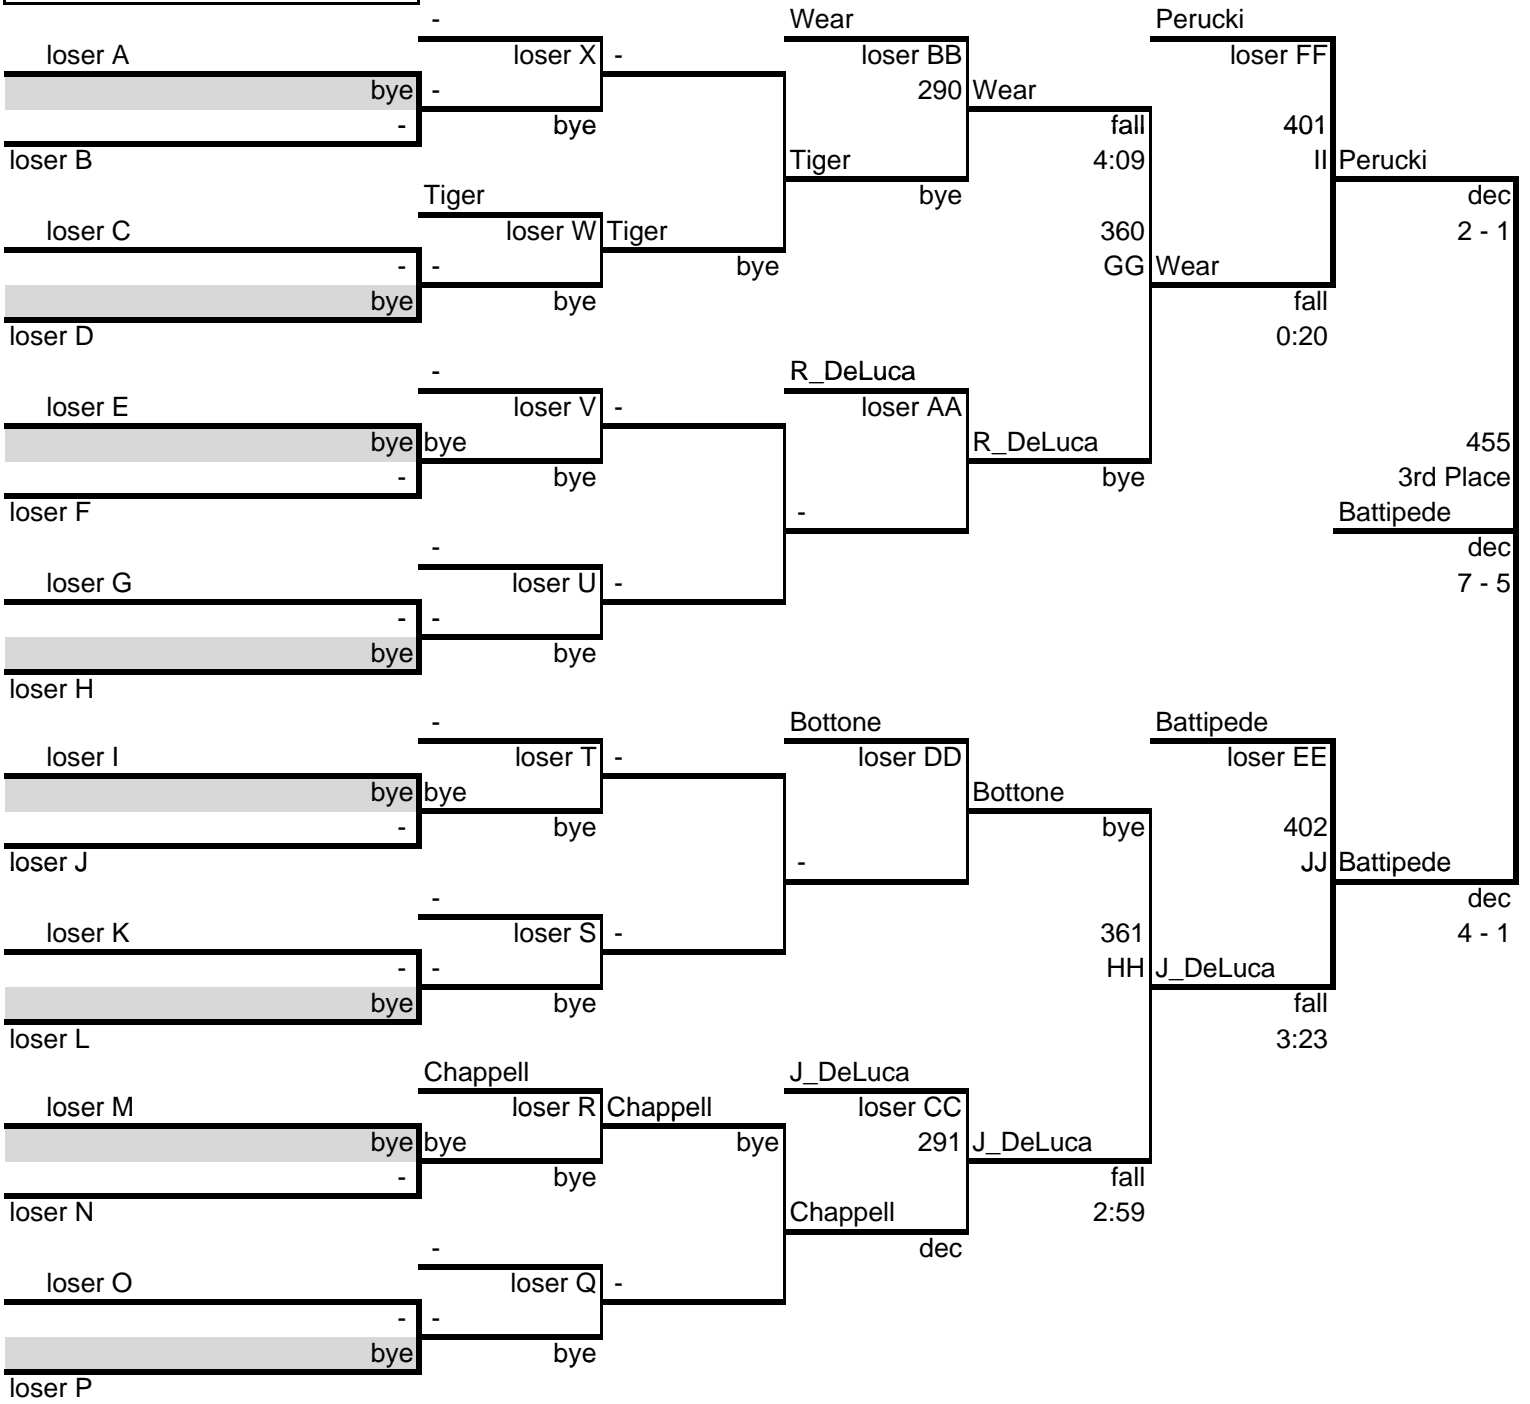 - Wear Perucki
loser A loser X - loser BB loser FF
bye - 290 Wear
- bye fall 401
loser B Tiger 4:09 II Perucki
Tiger bye dec
loser C loser W Tiger 360 2 - 1
- - bye GG Wear
bye bye fall
loser D 0:20
- R_DeLuca
loser E loser V - loser AA
bye bye R_DeLuca 455
- bye bye 3rd Place
loser F - Battipede
- dec
loser G loser U - 7 - 5
- -
bye bye
loser H
- Bottone Battipede
loser I loser T - loser DD loser EE
bye bye Bottone
- bye bye 402
loser J - JJ Battipede
- dec
loser K loser S - 361 4 - 1
- - HH J_DeLuca
bye bye fall
loser L 3:23
Chappell J_DeLuca
loser M loser R Chappell loser CC
bye bye bye 291 J_DeLuca
- bye fall
loser N Chappell 2:59
- dec
loser O loser Q -
- -
bye bye
loser P